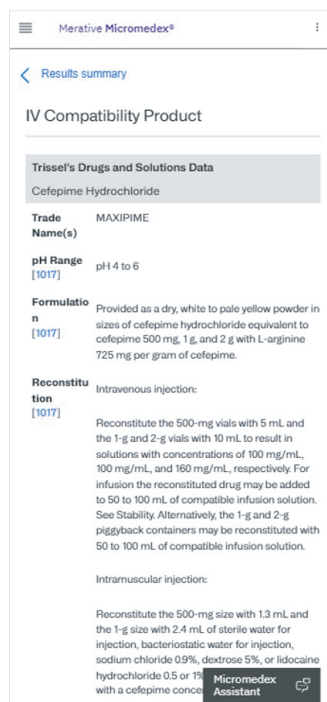 Merative Micromedex®
Results summary
IV Compatibility Product
Trissel's Drugs and Solutions Data
Cefepime Hydrochloride
Trade Name(s)
MAXIPIME
pH Range
[1017]
pH 4 to 6
Formulatio
n
[1017]
Provided as a dry, white to pale yellow powder in
sizes of cefepime hydrochloride equivalent to
cefepime 500 mg, 1 g, and 2 g with L-arginine
725 mg per gram of cefepime.
Reconstitu
tion
[1017]
Intravenous injection:
Reconstitute the 500-mg vials with 5 mL and
the 1-g and 2-g vials with 10 mL to result in
solutions with concentrations of 100 mg/mL,
100 mg/mL, and 160 mg/mL, respectively. For
infusion the reconstituted drug may be added
to 50 to 100 mL of compatible infusion solution.
See Stability. Alternatively, the 1-g and 2-g
piggyback containers may be reconstituted with
50 to 100 mL of compatible infusion solution.
Intramuscular injection:
Reconstitute the 500-mg size with 1.3 mL and
the 1-g size with 2.4 mL of sterile water for
injection, bacteriostatic water for injection,
sodium chloride 0.9%, dextrose 5%, or lidocaine
hydrochloride 0.5 or 1%
with a cefepime
Micromedex
Assistant